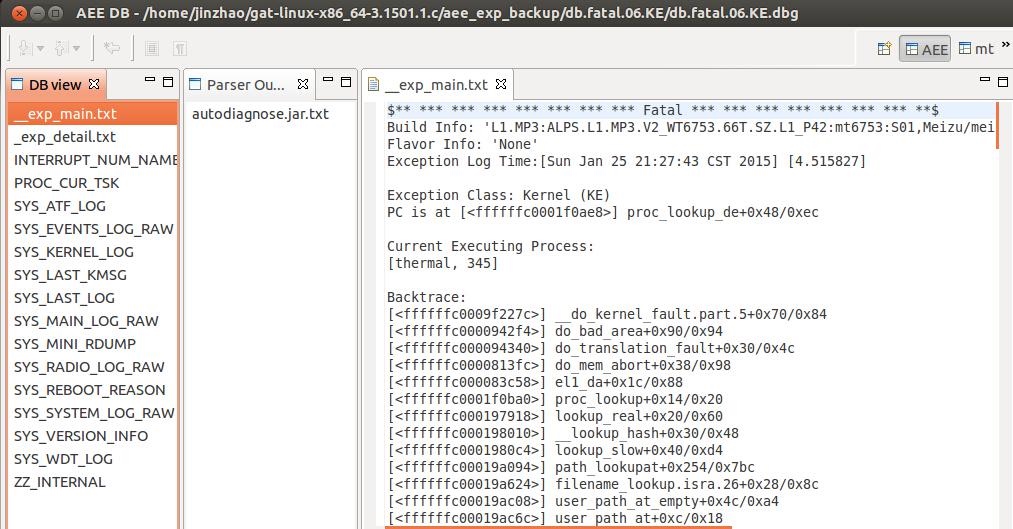 AEE DB - /home/jinzhao/gat-linux-x86_64-3.1501.1.c/aee_exp_backup/db.fatal.06.KE/db.fatal.06.KE.dbg
AEE mt »
DB view
__exp_main.txt
_exp_detail.txt
INTERRUPT_NUM_NAME
PROC_CUR_TSK
SYS_ATF_LOG
SYS_EVENTS_LOG_RAW
SYS_KERNEL_LOG
SYS_LAST_KMSG
SYS_LAST_LOG
SYS_MAIN_LOG_RAW
SYS_MINI_RDUMP
SYS_RADIO_LOG_RAW
SYS_REBOOT_REASON
SYS_SYSTEM_LOG_RAW
SYS_VERSION_INFO
SYS_WDT_LOG
ZZ_INTERNAL
Parser Ou...
autodiagnose.jar.txt
__exp_main.txt
$** *** *** *** *** *** *** *** Fatal *** *** *** *** *** *** *** **$
Build Info: 'L1.MP3:ALPS.L1.MP3.V2_WT6753.66T.SZ.L1_P42:mt6753:S01,Meizu/mei
Flavor Info: 'None'
Exception Log Time:[Sun Jan 25 21:27:43 CST 2015] [4.515827]
Exception Class: Kernel (KE)
PC is at [<ffffffc0001f0ae8>] proc_lookup_de+0x48/0xec
Current Executing Process:
[thermal, 345]
Backtrace:
[<ffffffc0009f227c>] __do_kernel_fault.part.5+0x70/0x84
[<ffffffc0000942f4>] do_bad_area+0x90/0x94
[<ffffffc000094340>] do_translation_fault+0x30/0x4c
[<ffffffc0000813fc>] do_mem_abort+0x38/0x98
[<ffffffc000083c58>] el1_da+0x1c/0x88
[<ffffffc0001f0ba0>] proc_lookup+0x14/0x20
[<ffffffc000197918>] lookup_real+0x20/0x60
[<ffffffc000198010>] __lookup_hash+0x30/0x48
[<ffffffc0001980c4>] lookup_slow+0x40/0xd4
[<ffffffc00019a094>] path_lookupat+0x254/0x7bc
[<ffffffc00019a624>] filename_lookup.isra.26+0x28/0x8c
[<ffffffc00019ac08>] user_path_at_empty+0x4c/0xa4
[<ffffffc00019ac6c>] user_path_at+0xc/0x18